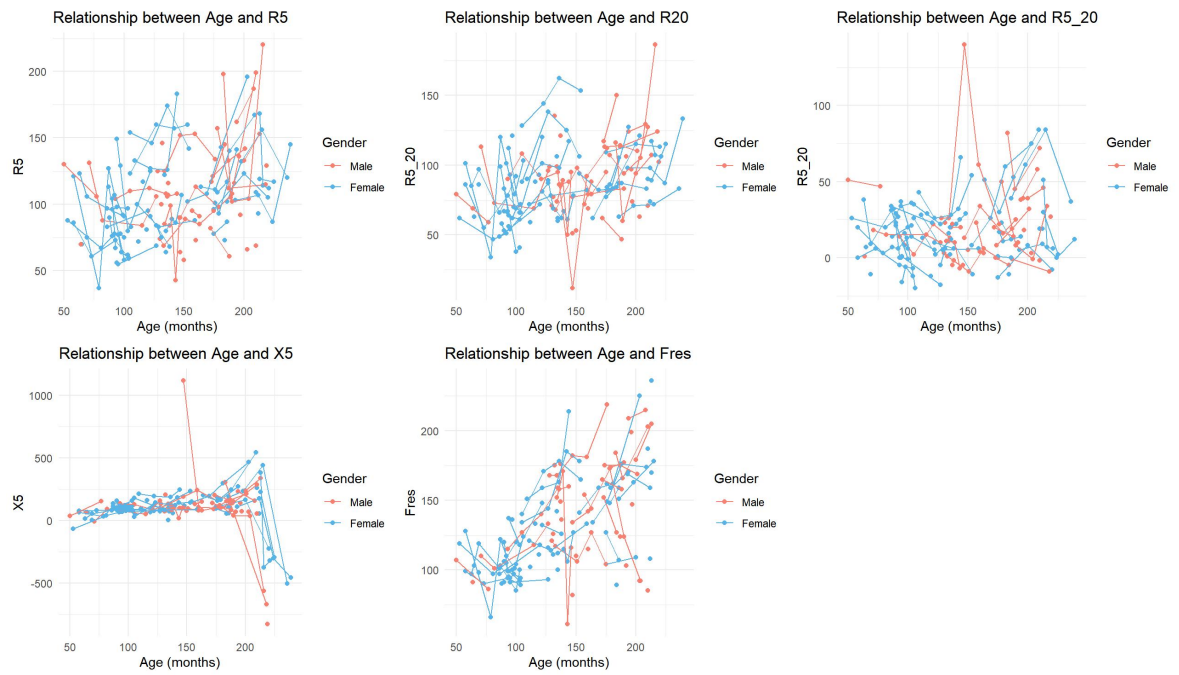 Relationship between Age and R5
R5
200
150
100
50
50 100 150 200
Age (months)
Gender
Male
Female
Relationship between Age and R20
R5_20
150
100
50
50 100 150 200
Age (months)
Gender
Male
Female
Relationship between Age and R5_20
R5_20
100
50
0
50 100 150 200
Age (months)
Gender
Male
Female
Relationship between Age and X5
X5
1000
500
0
-500
50 100 150 200
Age (months)
Gender
Male
Female
Relationship between Age and Fres
Fres
200
150
100
50 100 150 200
Age (months)
Gender
Male
Female